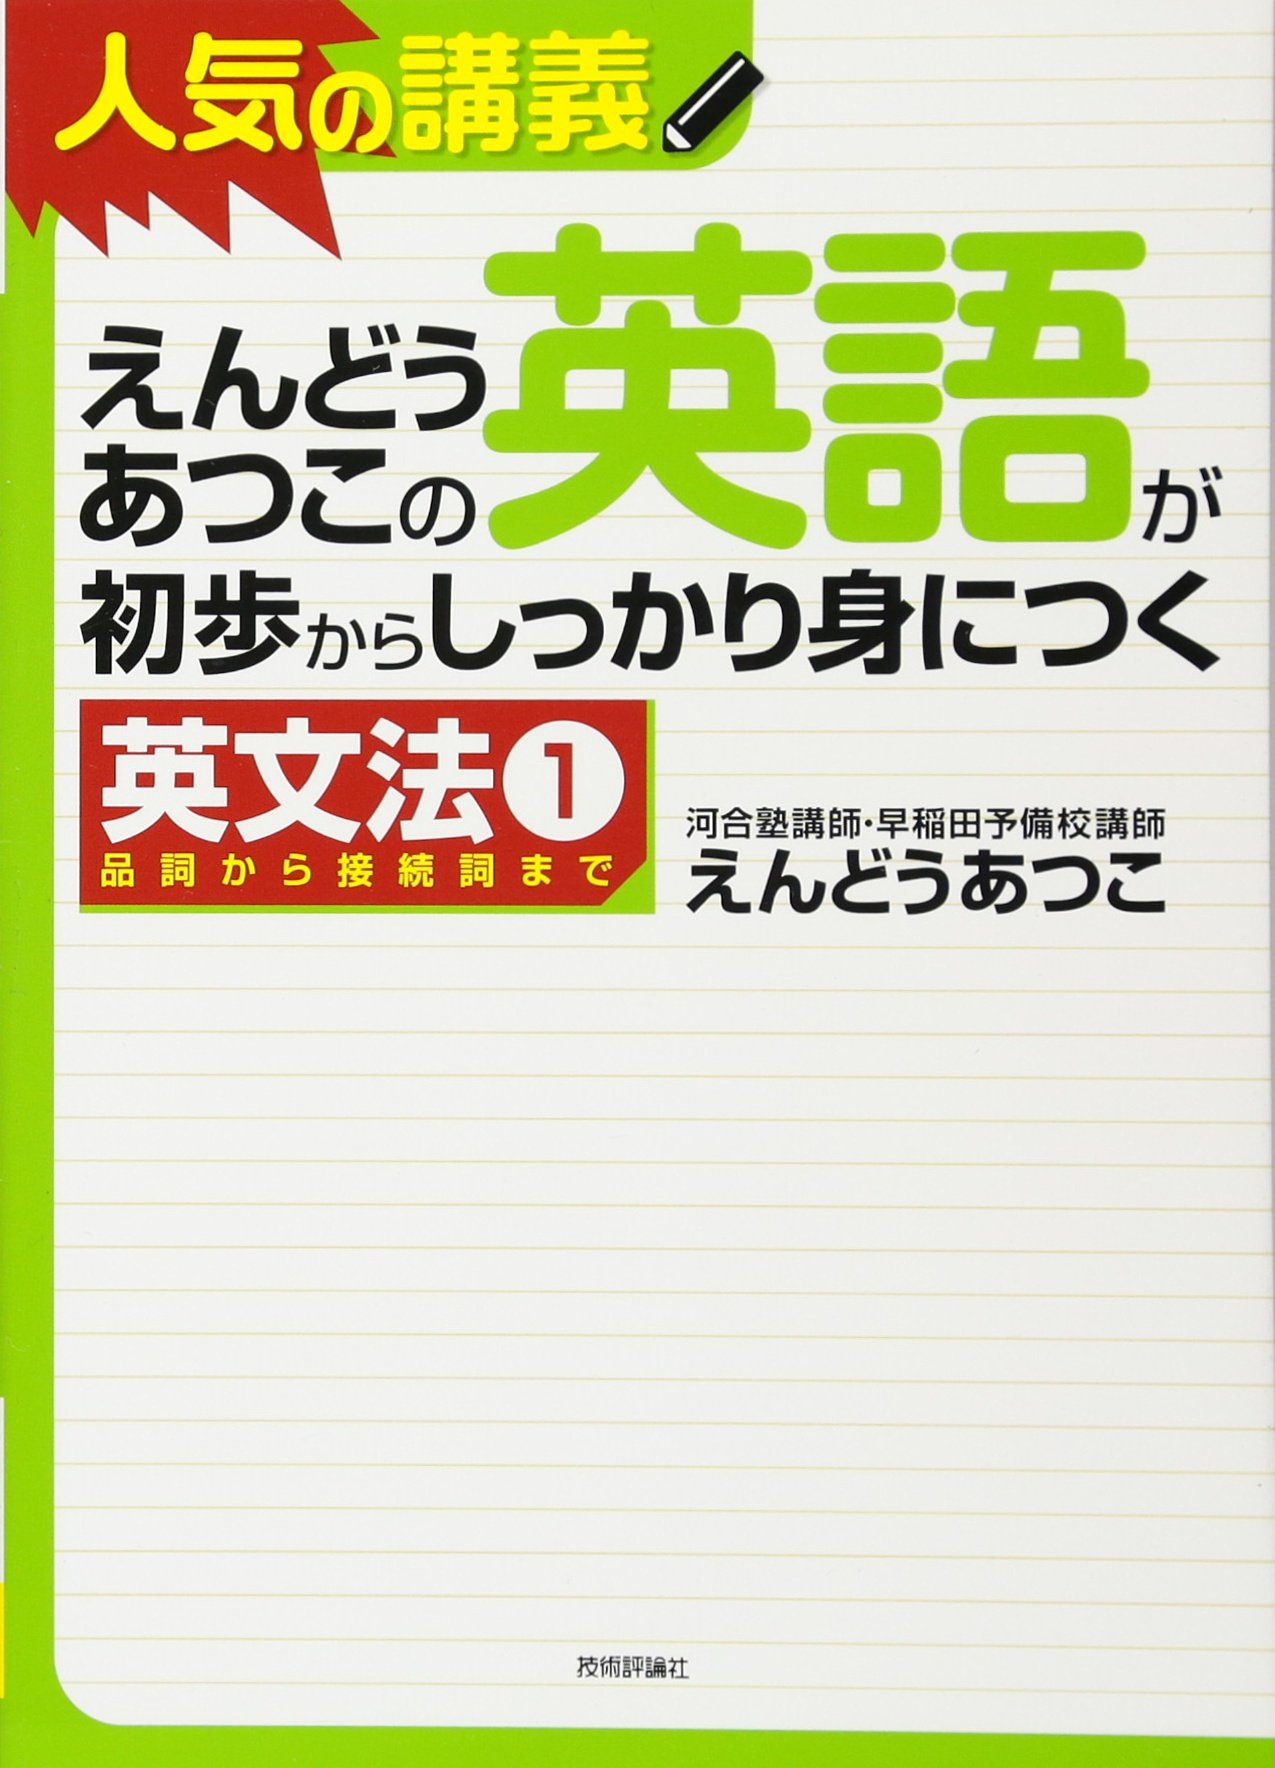 人気の講義
えんどう
あつこの英語が
初歩からしっかり身につく
英文法1
品詞から接続詞まで
河合塾講師・早稲田予備校講師
えんどうあつこ
技術評論社